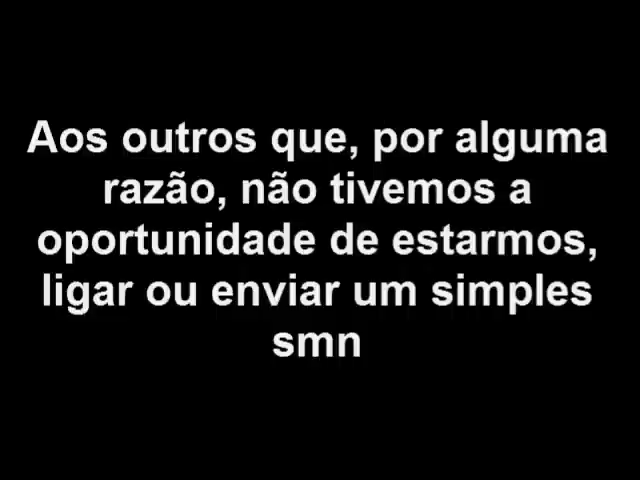 Aos outros que, por alguma
razão, não tivemos a
oportunidade de estarmos,
ligar ou enviar um simples
smn